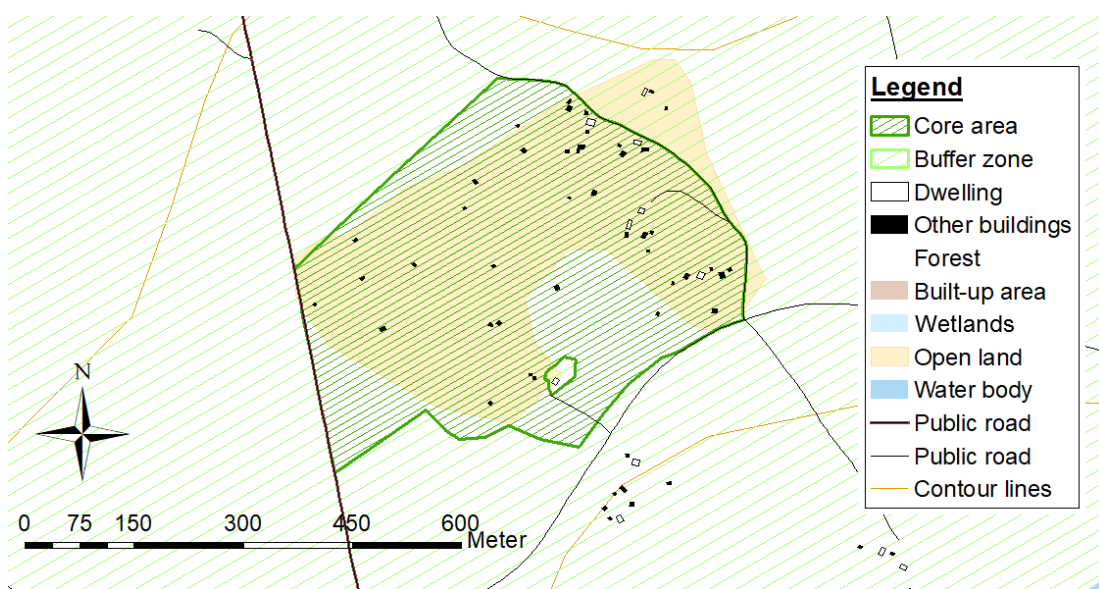 Legend
Core area
Buffer zone
Dwelling
Other buildings
Forest
Built-up area
Wetlands
Open land
Water body
Public road
Public road
Contour lines
N
0 75 150 300 450 600
Meter